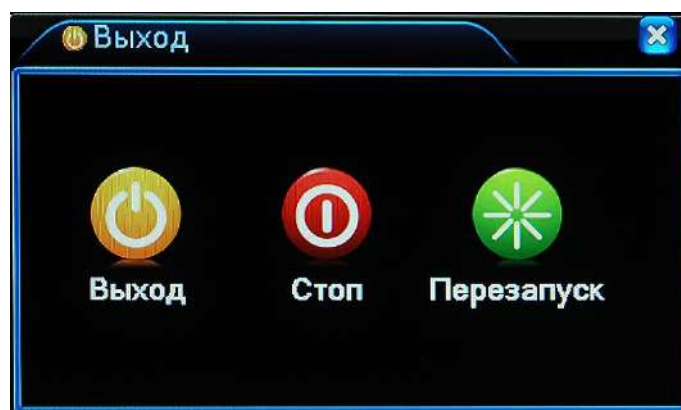 Выход
Выход Стоп Перезапуск